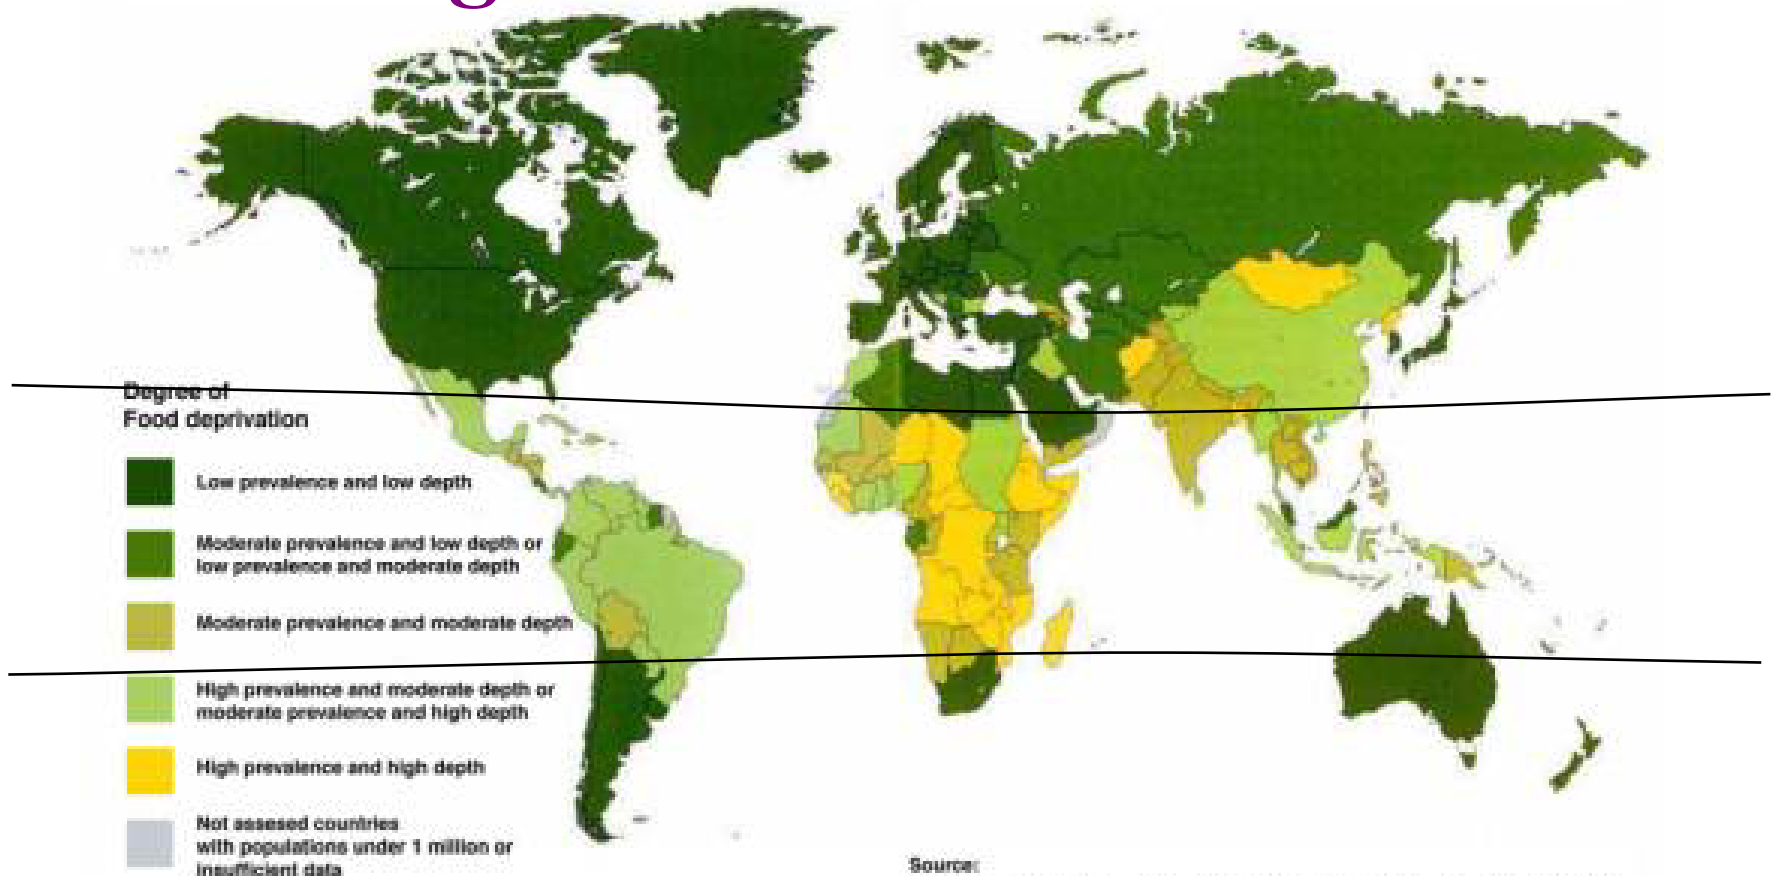 Degree of
Food deprivation
Low prevalence and low depth
Moderate prevalence and low depth or
low prevalence and moderate depth
Moderate prevalence and moderate depth
High prevalence and moderate depth or
moderate prevalence and high depth
High prevalence and high depth
Not assesed countries
with populations under 1 million or
insufficient data
Source: